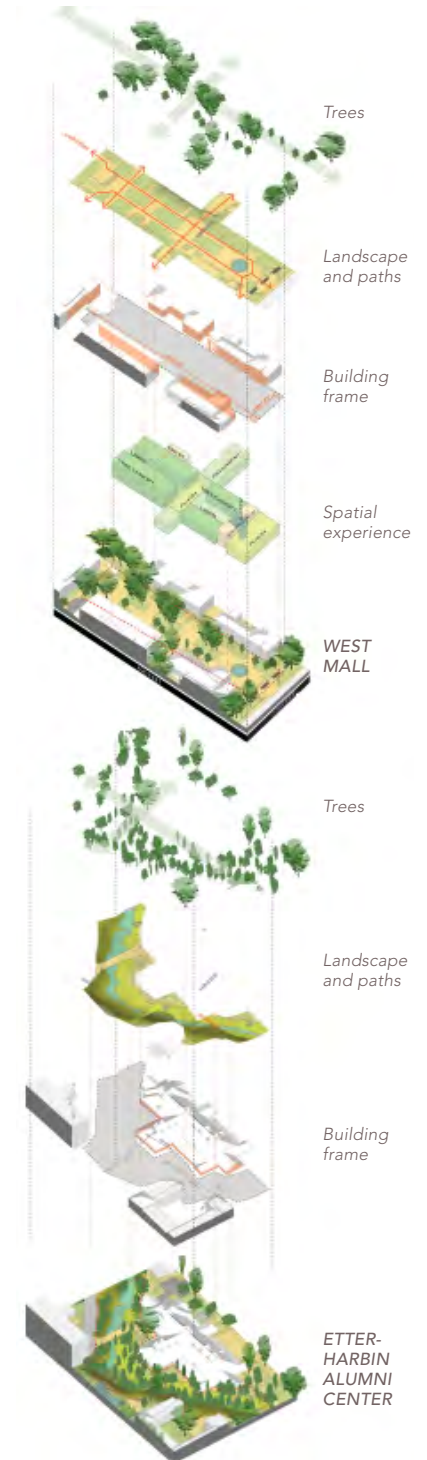 Trees
Landscape
and paths
Building
frame
Spatial
experience
WEST
MALL
Trees
Landscape
and paths
Building
frame
ETTER-
HARBIN
ALUMNI
CENTER